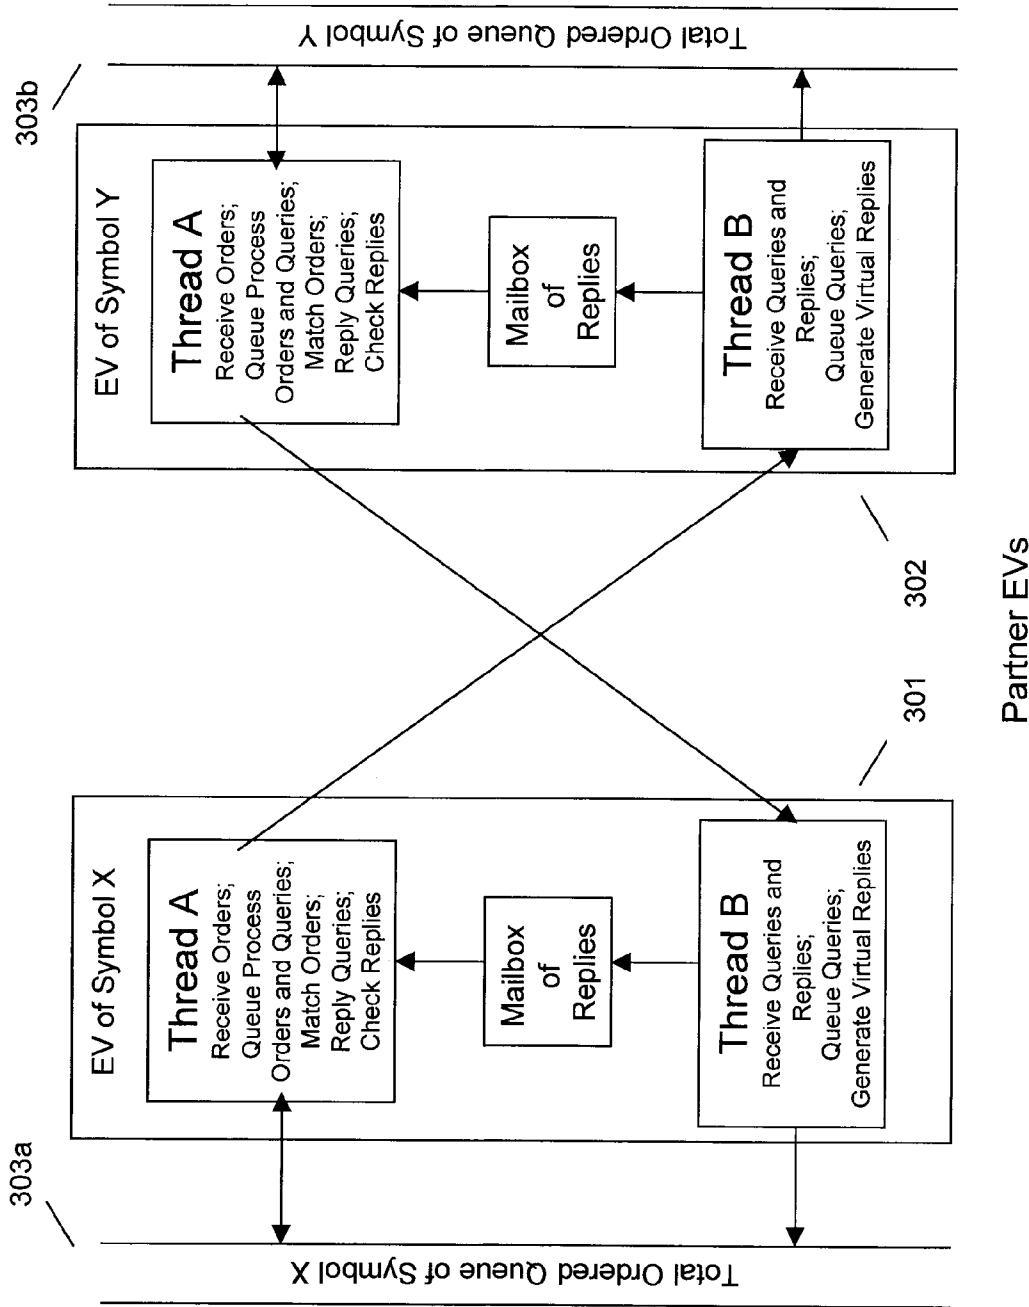 303a
Total Ordered Queue of Symbol X
EV of Symbol X
Thread A
Receive Orders;
Queue Process
Orders and Queries;
Match Orders;
Reply Queries;
Check Replies
Mailbox
of
Replies
Thread B
Receive Queries and
Replies;
Queue Queries;
Generate Virtual Replies
301
302
EV of Symbol Y
Thread A
Receive Orders;
Queue Process
Orders and Queries;
Match Orders;
Reply Queries;
Check Replies
Mailbox
of
Replies
Thread B
Receive Queries and
Replies;
Queue Queries;
Generate Virtual Replies
303b
Total Ordered Queue of Symbol Y
Partner EVs